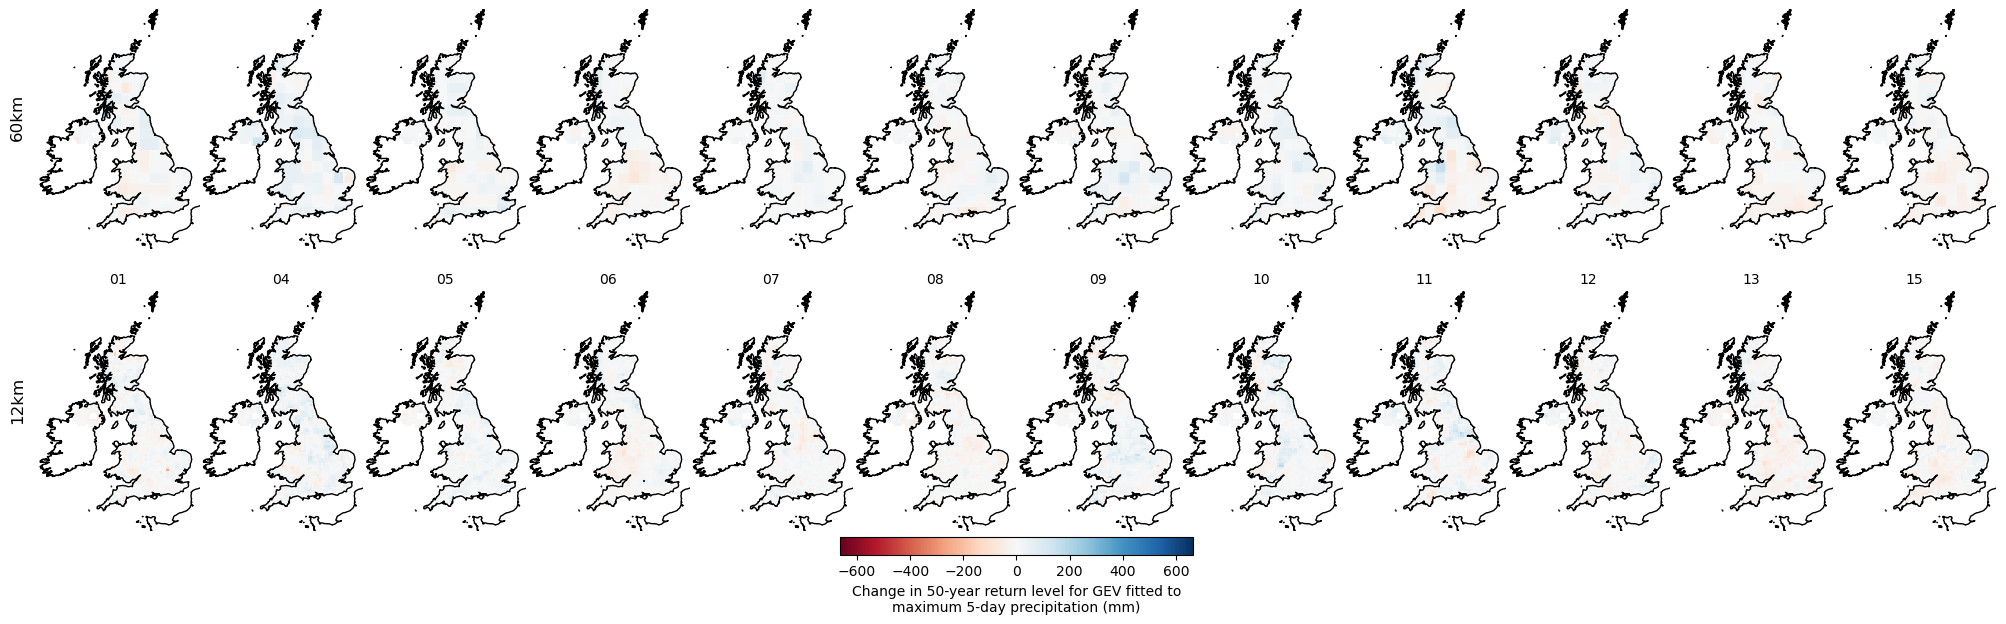 60km
01 04 05 06 07 08 09 10 11 12 13 15
12km
−600 −400 −200 0 200 400 600
Change in 50-year return level for GEV fitted to
maximum 5-day precipitation (mm)